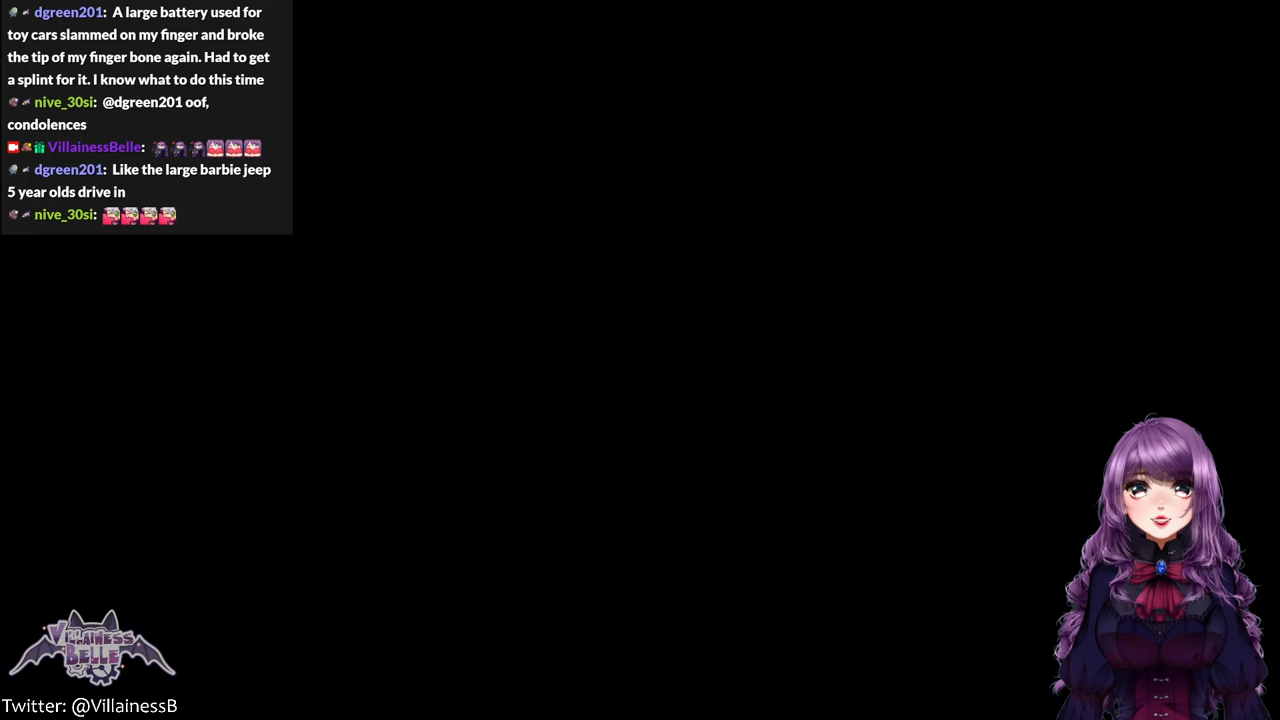 dgreen201: A large battery used for
toy cars slammed on my finger and broke
the tip of my finger bone again. Had to get
a splint for it. I know what to do this time
nive_30si: @dgreen201 oof,
condolences
VillainessBelle:
dgreen201: Like the large barbie jeep
5 year olds drive in
nive_30si:
VILLAINESS
BELLE
Twitter: @VillainessB